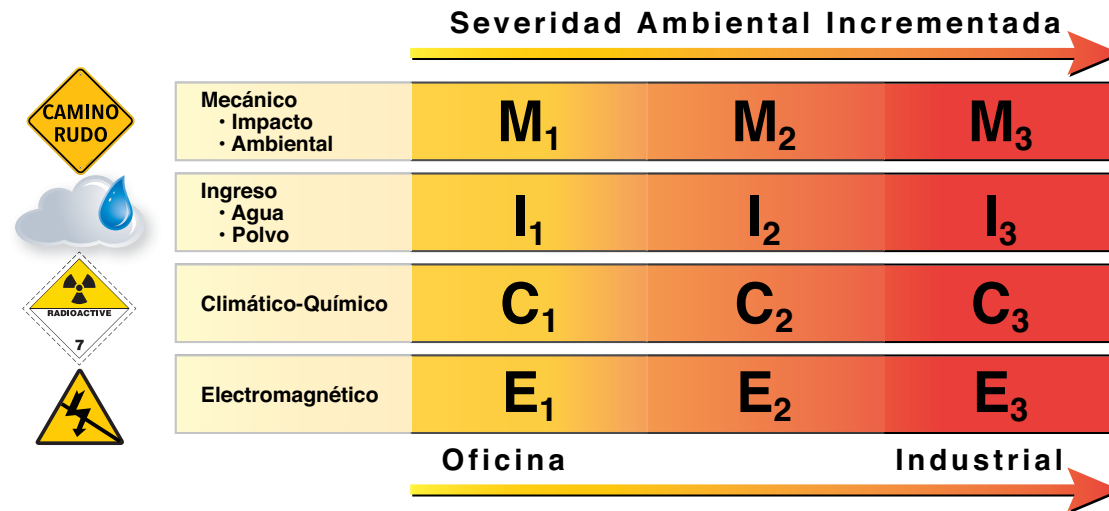 Severidad Ambiental Incrementada
CAMINO
RUDO
Mecánico
• Impacto
• Ambiental
M1
M2
M3
Ingreso
• Agua
• Polvo
I1
I2
I3
RADIOACTIVE
7
Climático-Químico
C1
C2
C3
Electromagnético
E1
E2
E3
Oficina
Industrial